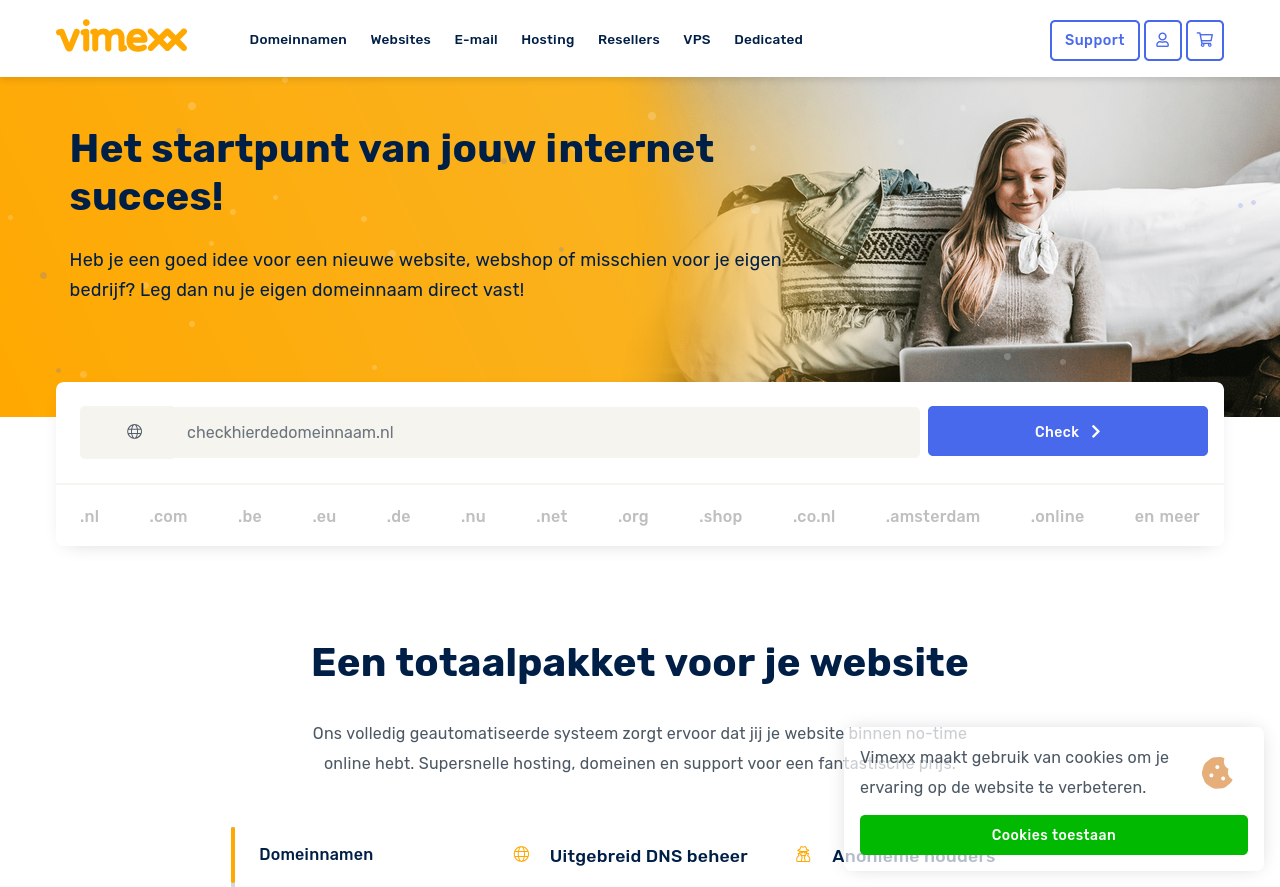 vimexx
Domeinnamen Websites E-mail Hosting Resellers VPS Dedicated
Support
Het startpunt van jouw internet
succes!
Heb je een goed idee voor een nieuwe website, webshop of misschien voor je eigen
bedrijf? Leg dan nu je eigen domeinnaam direct vast!
checkhierdedomeinnaam.nl
Check
.nl .com .be .eu .de .nu .net .org .shop .co.nl .amsterdam .online en meer
Een totaalpakket voor je website
Ons volledig geautomatiseerde systeem zorgt ervoor dat jij je website binnen no-time
online hebt. Supersnelle hosting, domeinen en support voor een fantastische prijs.
Vimexx maakt gebruik van cookies om je
ervaring op de website te verbeteren.
Cookies toestaan
Domeinnamen
Uitgebreid DNS beheer
Anonieme houders